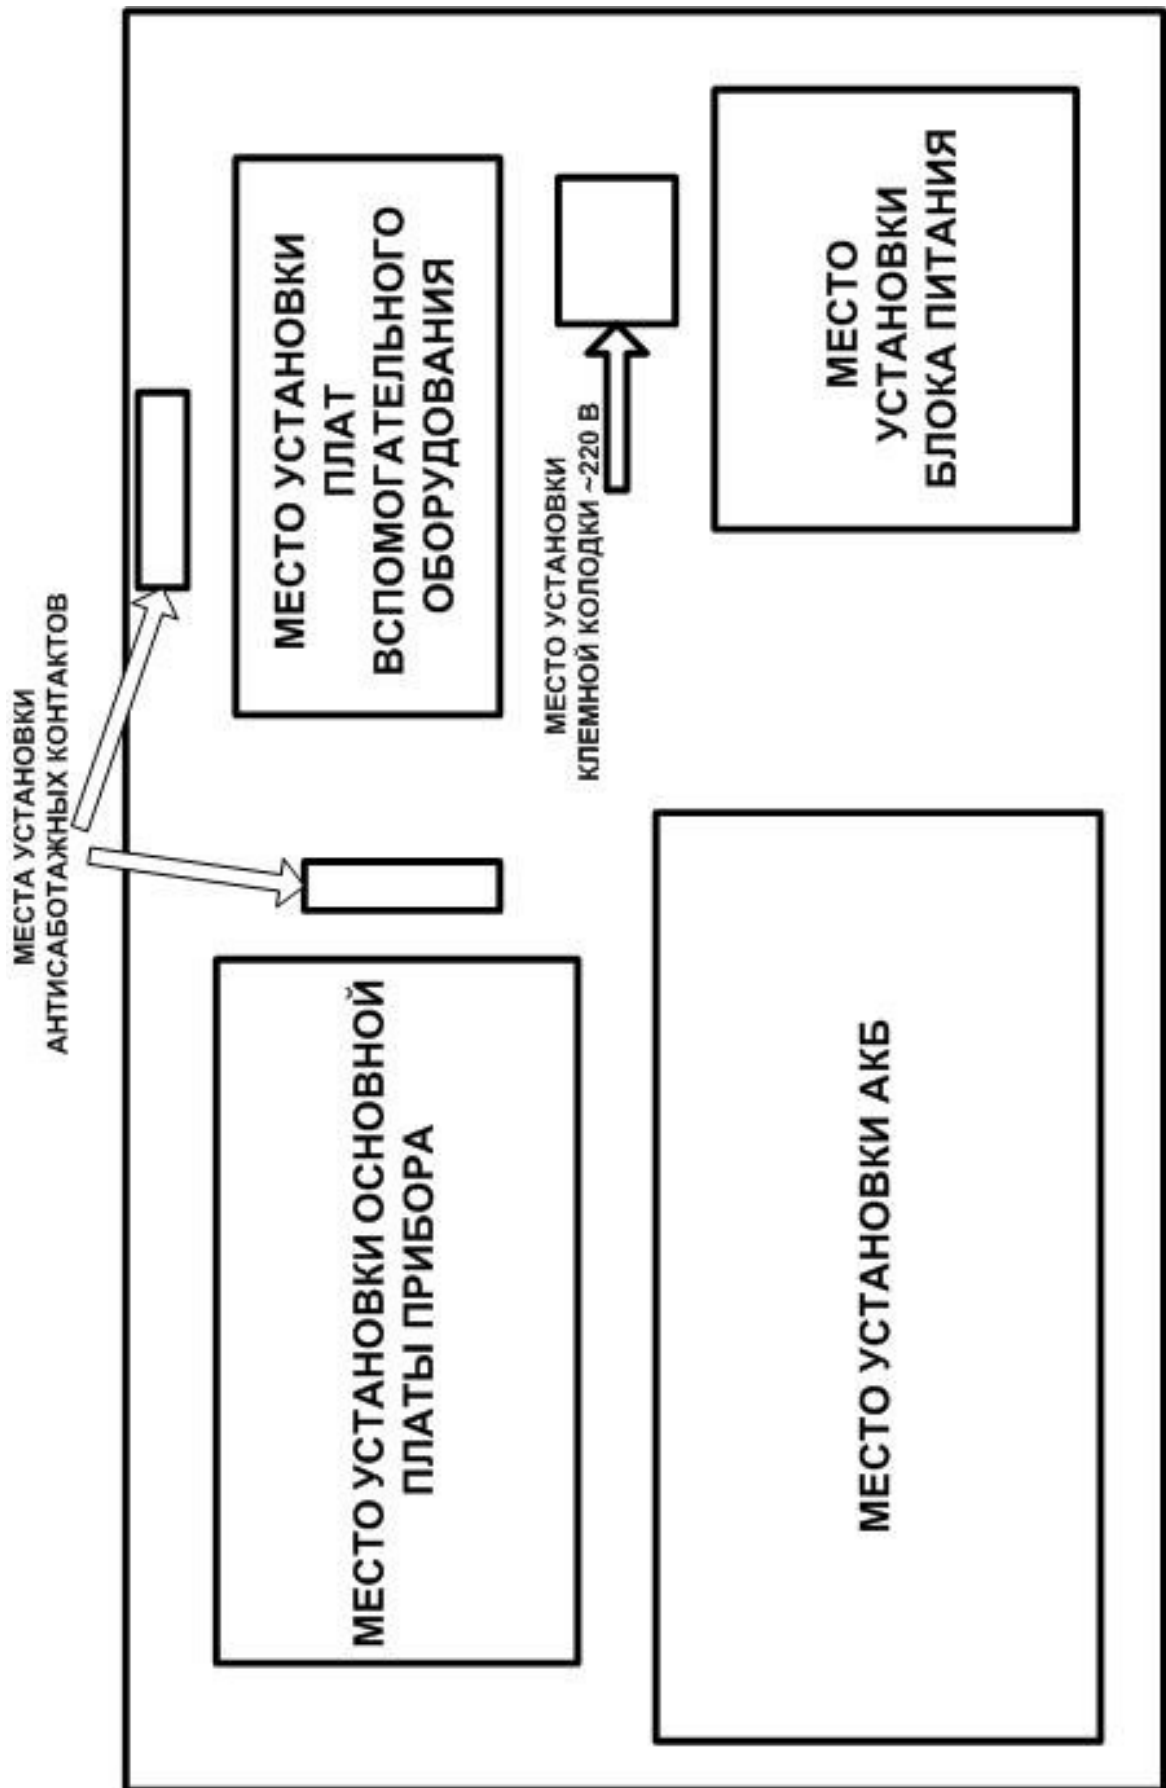 МЕСТА УСТАНОВКИ
АНТИСАБОТАЖНЫХ КОНТАКТОВ
МЕСТО УСТАНОВКИ ОСНОВНОЙ
ПЛАТЫ ПРИБОРА
МЕСТО УСТАНОВКИ
ПЛАТ
ВСПОМОГАТЕЛЬНОГО
ОБОРУДОВАНИЯ
МЕСТО УСТАНОВКИ
КЛЕМНОЙ КОЛОДКИ ~220 В
МЕСТО УСТАНОВКИ АКБ
МЕСТО
УСТАНОВКИ
БЛОКА ПИТАНИЯ